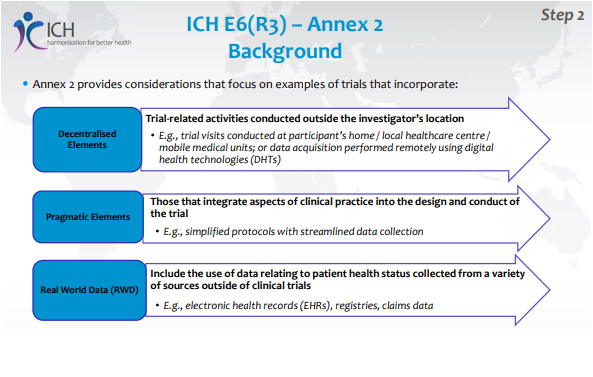 ICH
harmonisation for better health
ICH E6(R3) – Annex 2
Background
Step 2
• Annex 2 provides considerations that focus on examples of trials that incorporate:
Decentralised
Elements
Trial-related activities conducted outside the investigator's location
• E.g., trial visits conducted at participant's home / local healthcare centre /
mobile medical units; or data acquisition performed remotely using digital
health technologies (DHTs)
Pragmatic Elements
Those that integrate aspects of clinical practice into the design and conduct of
the trial
• E.g., simplified protocols with streamlined data collection
Real World Data (RWD)
Include the use of data relating to patient health status collected from a variety
of sources outside of clinical trials
• E.g., electronic health records (EHRs), registries, claims data